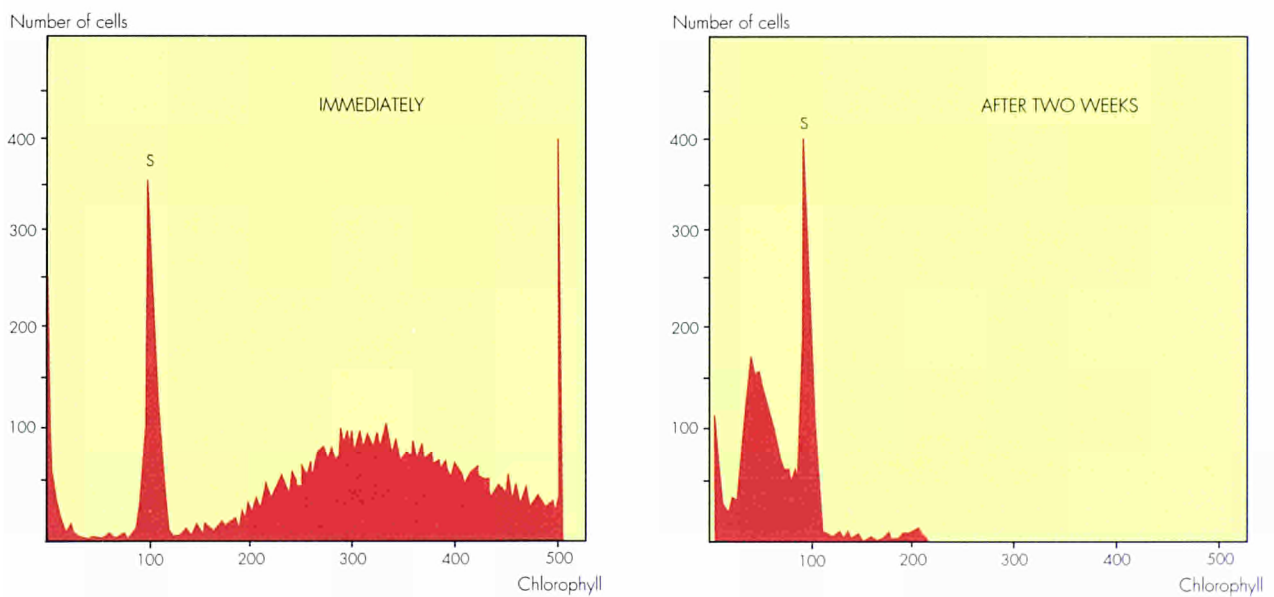 Number of cells
IMMEDIATELY
S
400
300
200
100
100 200 300 400 500
Chlorophyll
Number of cells
AFTER TWO WEEKS
S
400
300
200
100
100 200 300 400 500
Chlorophyll